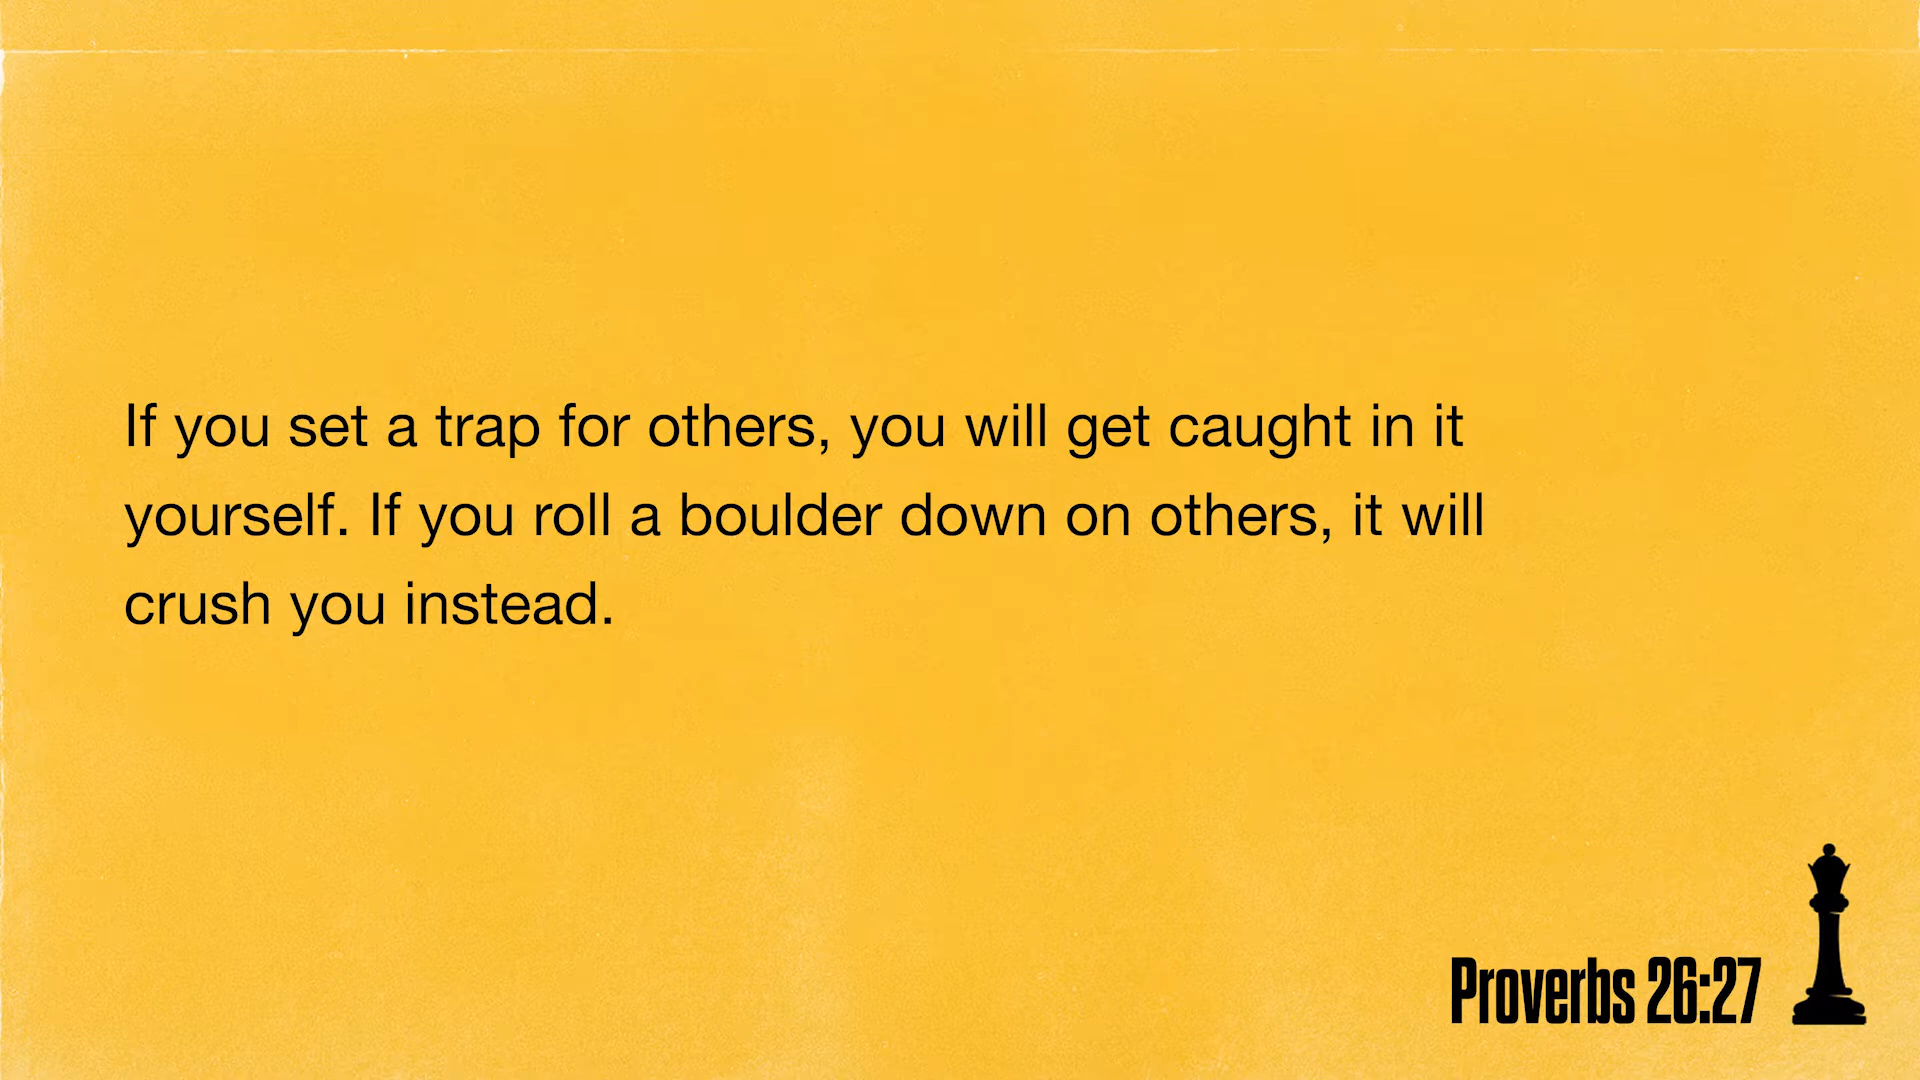 If you set a trap for others, you will get caught in it
yourself. If you roll a boulder down on others, it will
crush you instead.
Proverbs 26:27